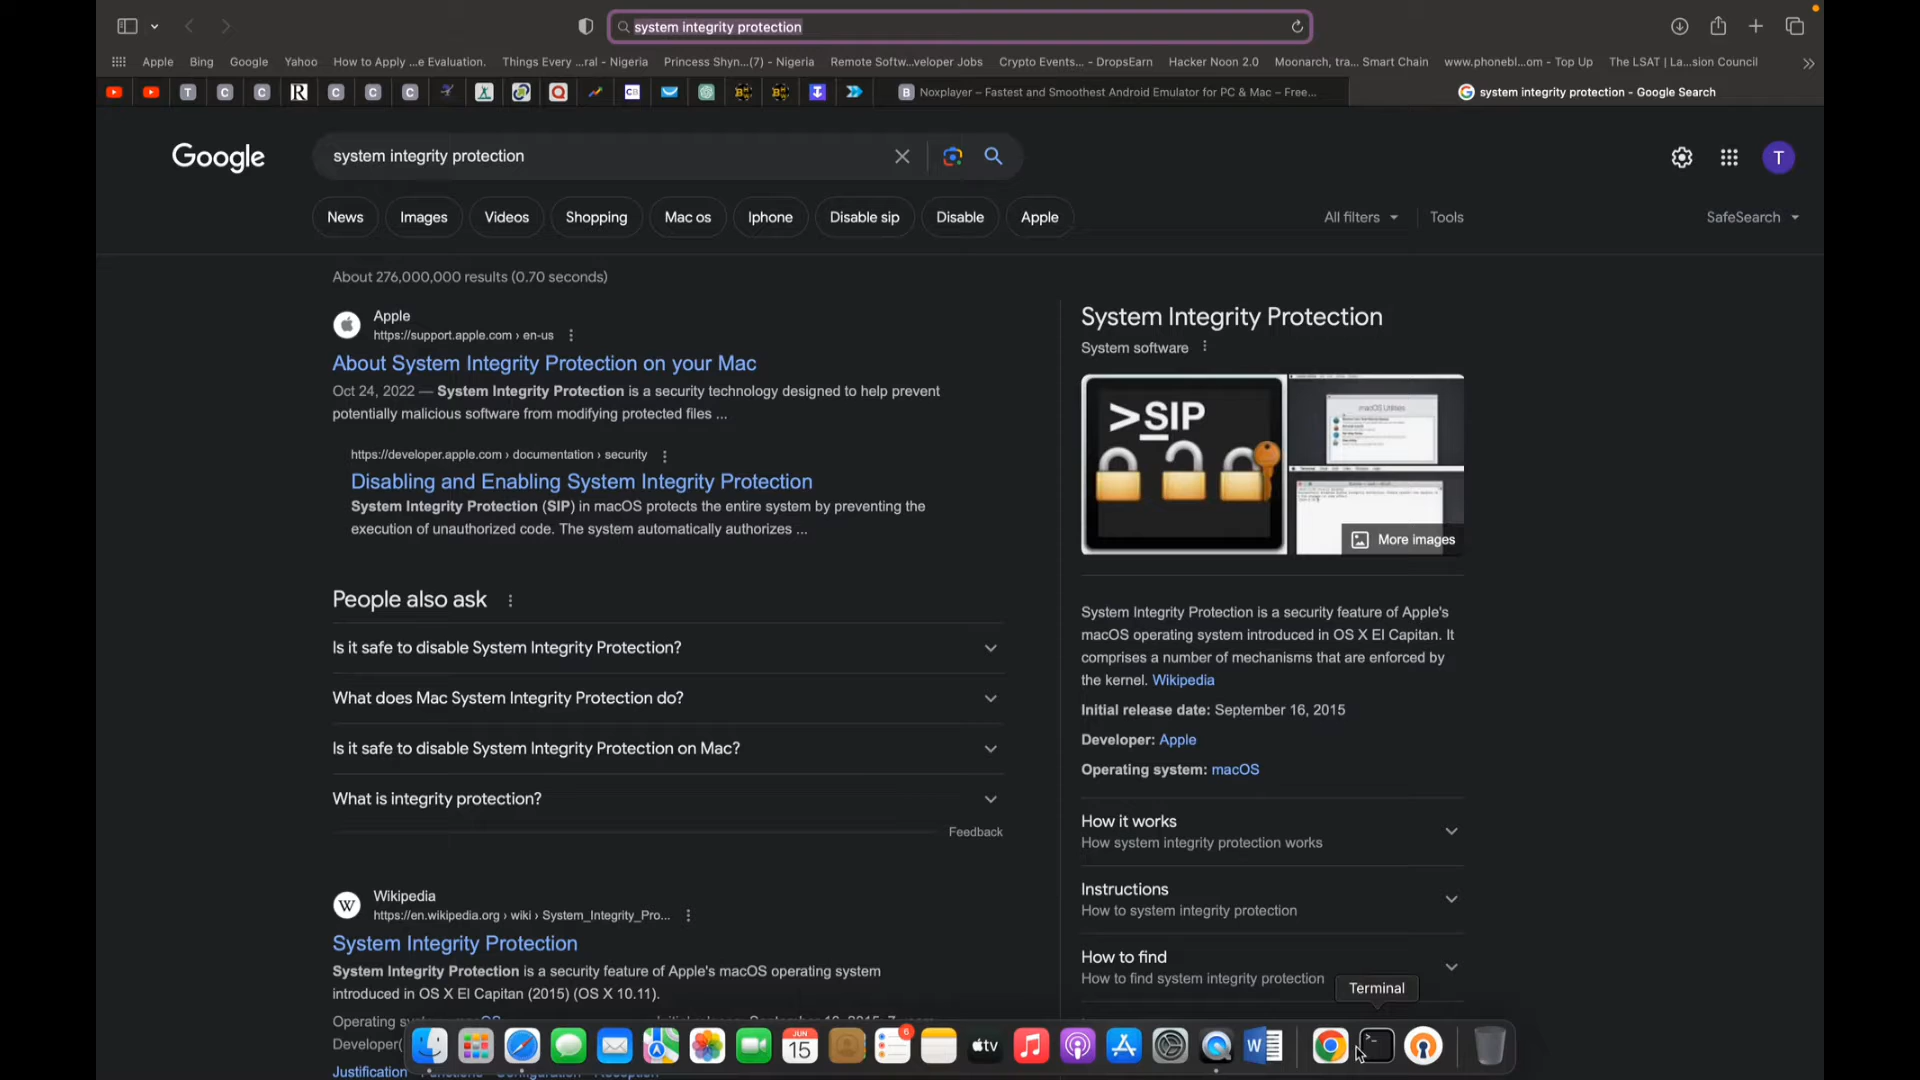 system integrity protection
Apple
Bing
Google
Yahoo
How to Apply ...e Evaluation.
Things Every ...ral - Nigeria
Princess Shyn...(7) - Nigeria
Remote Softw...veloper Jobs
Crypto Events... - DropsEarn
Hacker Noon 2.0
Moonarch, tra... Smart Chain
www.phonebl...om - Top Up
The LSAT | La...sion Council
Noxplayer – Fastest and Smoothest Android Emulator for PC & Mac – Free...
system integrity protection - Google Search
Google
system integrity protection
T
News
Images
Videos
Shopping
Mac os
Iphone
Disable sip
Disable
Apple
All filters
Tools
SafeSearch
About 276,000,000 results (0.70 seconds)
Apple
https://support.apple.com › en-us
About System Integrity Protection on your Mac
Oct 24, 2022 — System Integrity Protection is a security technology designed to help prevent
potentially malicious software from modifying protected files ...
https://developer.apple.com › documentation › security
Disabling and Enabling System Integrity Protection
System Integrity Protection (SIP) in macOS protects the entire system by preventing the
execution of unauthorized code. The system automatically authorizes ...
People also ask
Is it safe to disable System Integrity Protection?
What does Mac System Integrity Protection do?
Is it safe to disable System Integrity Protection on Mac?
What is integrity protection?
Feedback
Wikipedia
https://en.wikipedia.org › wiki › System_Integrity_Pro...
System Integrity Protection
System Integrity Protection is a security feature of Apple's macOS operating system
introduced in OS X El Capitan (2015) (OS X 10.11).
Developer(
Justification
System Integrity Protection
System software
>SIP
macOS Utilities
More images
System Integrity Protection is a security feature of Apple's
macOS operating system introduced in OS X El Capitan. It
comprises a number of mechanisms that are enforced by
the kernel. Wikipedia
Initial release date: September 16, 2015
Developer: Apple
Operating system: macOS
How it works
How system integrity protection works
Instructions
How to system integrity protection
How to find
How to find system integrity protection
Terminal
JUN
15
6
tv
W